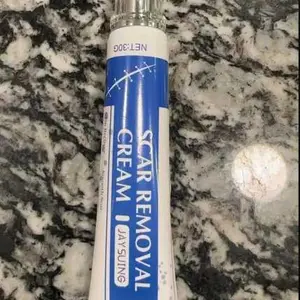 NET:30G
SCAR REMOVAL
CREAM
JAYSUING